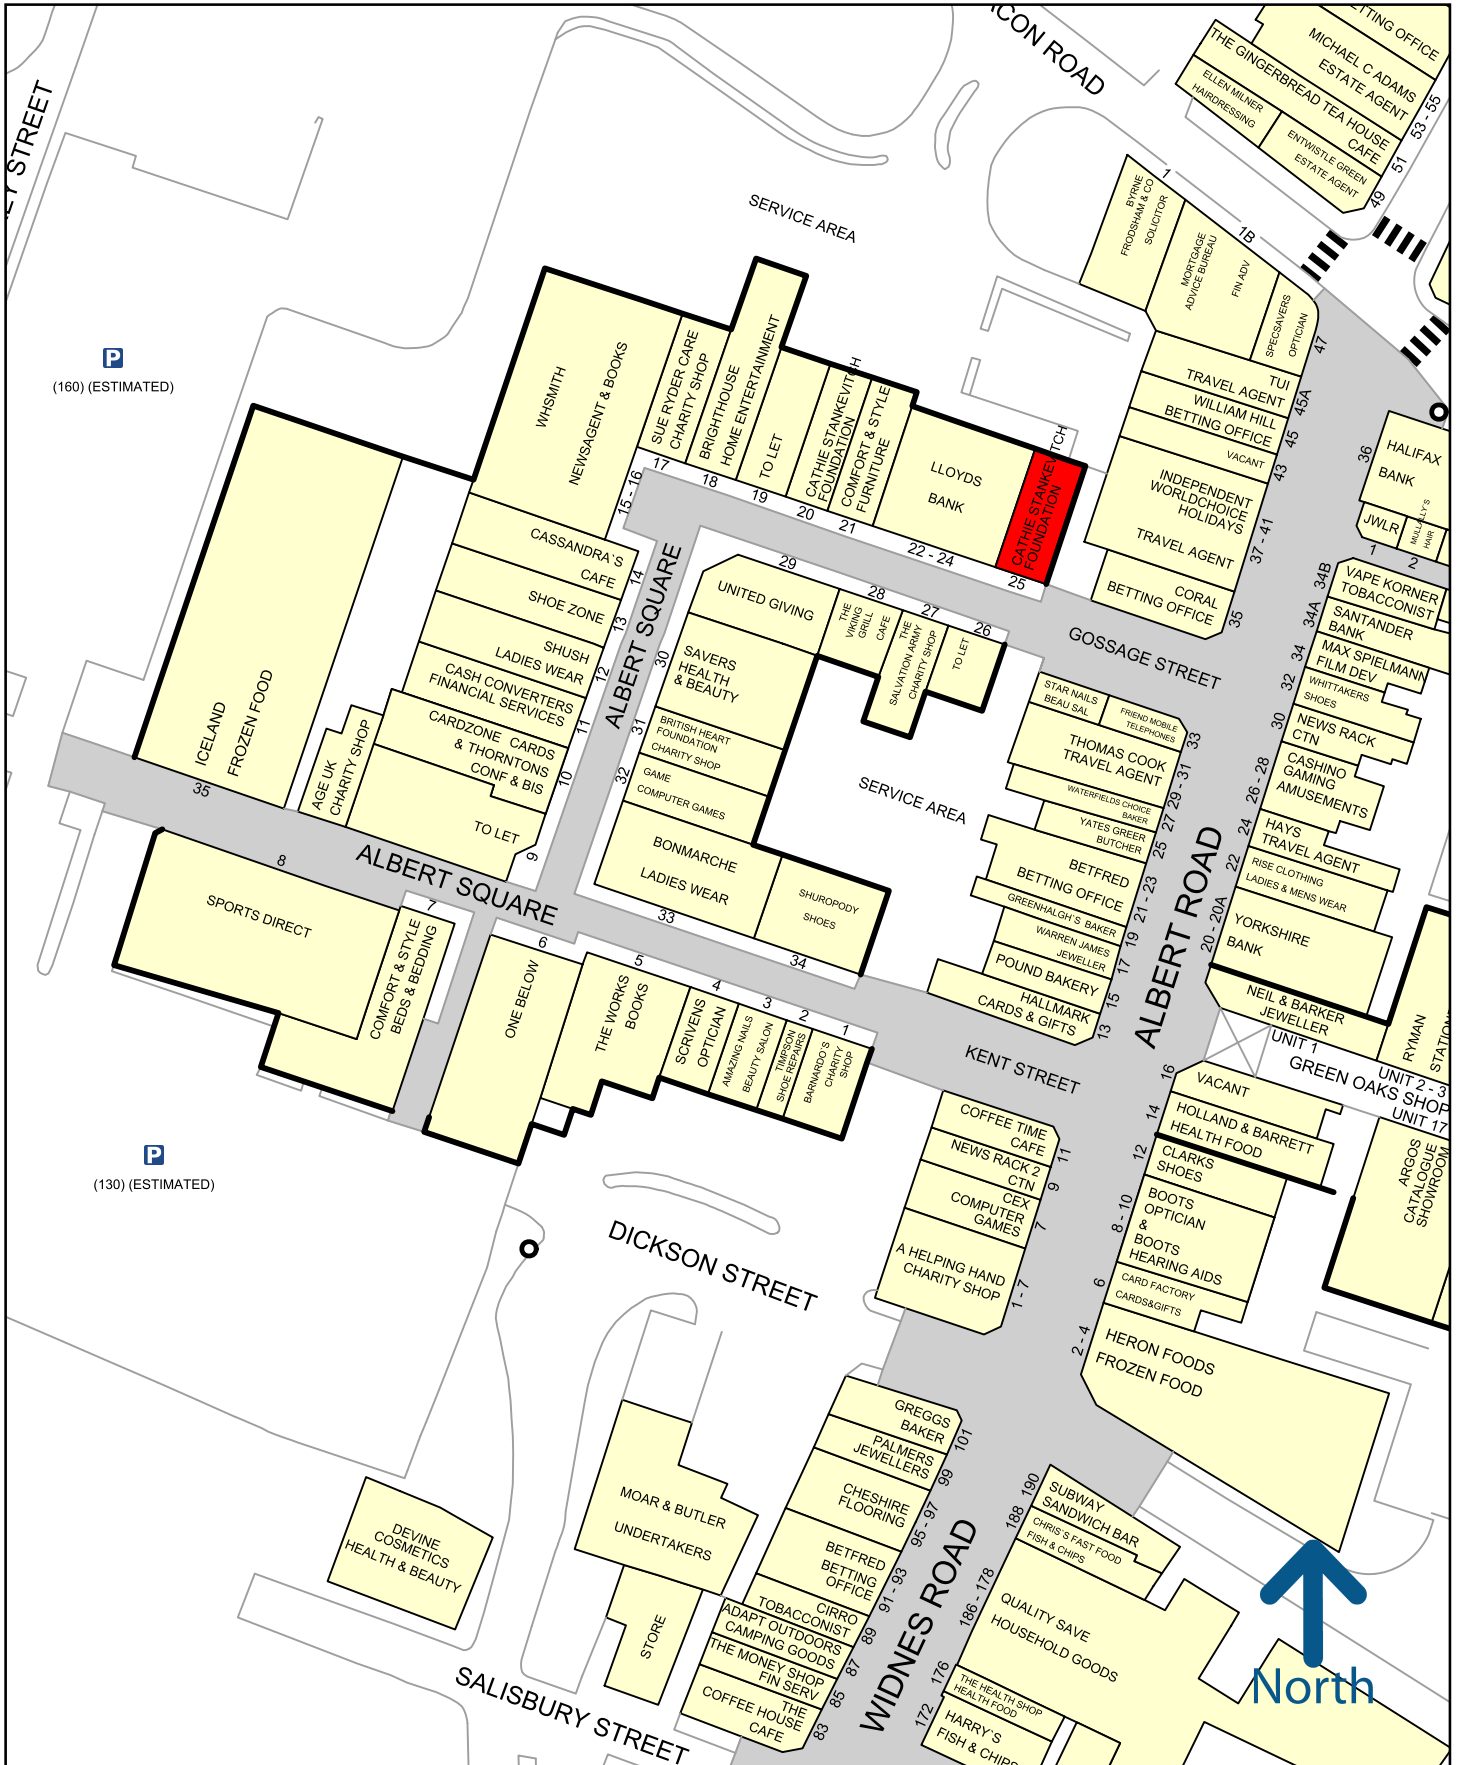 ICON ROAD
EY STREET
SERVICE AREA
P
(160) (ESTIMATED)
ETTING OFFICE
MICHAEL C ADAMS
ESTATE AGENT
THE GINGERBREAD TEA HOUSE
CAFE
ELLEN MILNER
HAIRDRESSING
ENTWISTLE GREEN
ESTATE AGENT
53 - 55
51
49
1
BYRNE
FRODSHAM & CO
SOLICITOR
1B
MORTGAGE
ADVICE BUREAU
FIN ADV
SPECSAVERS
OPTICIAN
47
TUI
TRAVEL AGENT
45A
WILLIAM HILL
BETTING OFFICE
45
VACANT
43
INDEPENDENT
WORLDCHOICE
HOLIDAYS
TRAVEL AGENT
37 - 41
CORAL
BETTING OFFICE
35
36
HALIFAX
BANK
JWLR
MULLALLY'S
HAIR
1
2
WHSMITH
NEWSAGENT & BOOKS
15 - 16
SUE RYDER CARE
CHARITY SHOP
17
BRIGHTHOUSE
HOME ENTERTAINMENT
18
TO LET
19
CATHIE STANKEVITCH
FOUNDATION
20
COMFORT & STYLE
FURNITURE
21
LLOYDS
BANK
22 - 24
CATHIE STANKEVITCH
FOUNDATION
25
GOSSAGE STREET
ICELAND
FROZEN FOOD
35
AGE UK
CHARITY SHOP
CASSANDRA'S
CAFE
14
SHOE ZONE
13
SHUSH
LADIES WEAR
12
CASH CONVERTERS
FINANCIAL SERVICES
11
CARDZONE CARDS
& THORNTONS
CONF & BIS
10
TO LET
9
ALBERT SQUARE
UNITED GIVING
29
THE
VIKING
GRILL
CAFE
28
THE
SALVATION ARMY
CHARITY SHOP
27
TO LET
26
SAVERS
HEALTH
& BEAUTY
30
BRITISH HEART
FOUNDATION
CHARITY SHOP
31
GAME
COMPUTER GAMES
32
BONMARCHE
LADIES WEAR
33
SHUROPODY
SHOES
34
SERVICE AREA
ALBERT SQUARE
STAR NAILS
BEAU SAL
FRIEND MOBILE
TELEPHONES
33
THOMAS COOK
TRAVEL AGENT
29 - 31
WATERFIELDS CHOICE
BAKER
27
YATES GREER
BUTCHER
25
BETFRED
BETTING OFFICE
21 - 23
GREENHALGH'S BAKER
19
WARREN JAMES
JEWELLER
17
POUND BAKERY
15
HALLMARK
CARDS & GIFTS
13
ALBERT ROAD
34B
VAPE KORNER
TOBACCONIST
34A
SANTANDER
BANK
34
MAX SPIELMANN
FILM DEV
32
WHITTAKERS
SHOES
30
NEWS RACK
CTN
26 - 28
CASHINO
GAMING
AMUSEMENTS
24
HAYS
TRAVEL AGENT
22
RISE CLOTHING
LADIES & MENS WEAR
20 - 20A
YORKSHIRE
BANK
NEIL & BARKER
JEWELLER
UNIT 1
RYMAN
STATION
UNIT 2 - 3
GREEN OAKS SHOP
UNIT 17
ARGOS
CATALOGUE
SHOWROOM
8
SPORTS DIRECT
7
COMFORT & STYLE
BEDS & BEDDING
6
ONE BELOW
5
THE WORKS
BOOKS
4
SCRIVENS
OPTICIAN
3
AMAZING NAILS
BEAUTY SALON
2
TIMPSON
SHOE REPAIRS
1
BARNARDO'S
CHARITY
SHOP
KENT STREET
COFFEE TIME
CAFE
11
NEWS RACK 2
CTN
9
CEX
COMPUTER
GAMES
7
A HELPING HAND
CHARITY SHOP
1 - 7
16
VACANT
14
HOLLAND & BARRETT
HEALTH FOOD
12
CLARKS
SHOES
8 - 10
BOOTS
OPTICIAN
&
BOOTS
HEARING AIDS
6
CARD FACTORY
CARDS&GIFTS
2 - 4
HERON FOODS
FROZEN FOOD
P
(130) (ESTIMATED)
DICKSON STREET
DEVINE
COSMETICS
HEALTH & BEAUTY
MOAR & BUTLER
UNDERTAKERS
STORE
SALISBURY STREET
GREGGS
BAKER
101
PALMERS
JEWELLERS
99
CHESHIRE
FLOORING
95 - 97
BETFRED
BETTING
OFFICE
91 - 93
CIRRO
TOBACCONIST
89
ADAPT OUTDOORS
CAMPING GOODS
87
THE MONEY SHOP
FIN SERV
85
THE
COFFEE HOUSE
CAFE
83
WIDNES ROAD
190
SUBWAY
SANDWICH BAR
188
CHRIS'S FAST FOOD
FISH & CHIPS
186 - 178
QUALITY SAVE
HOUSEHOLD GOODS
176
THE HEALTH SHOP
HEALTH FOOD
172
HARRY'S
FISH & CHIPS
North